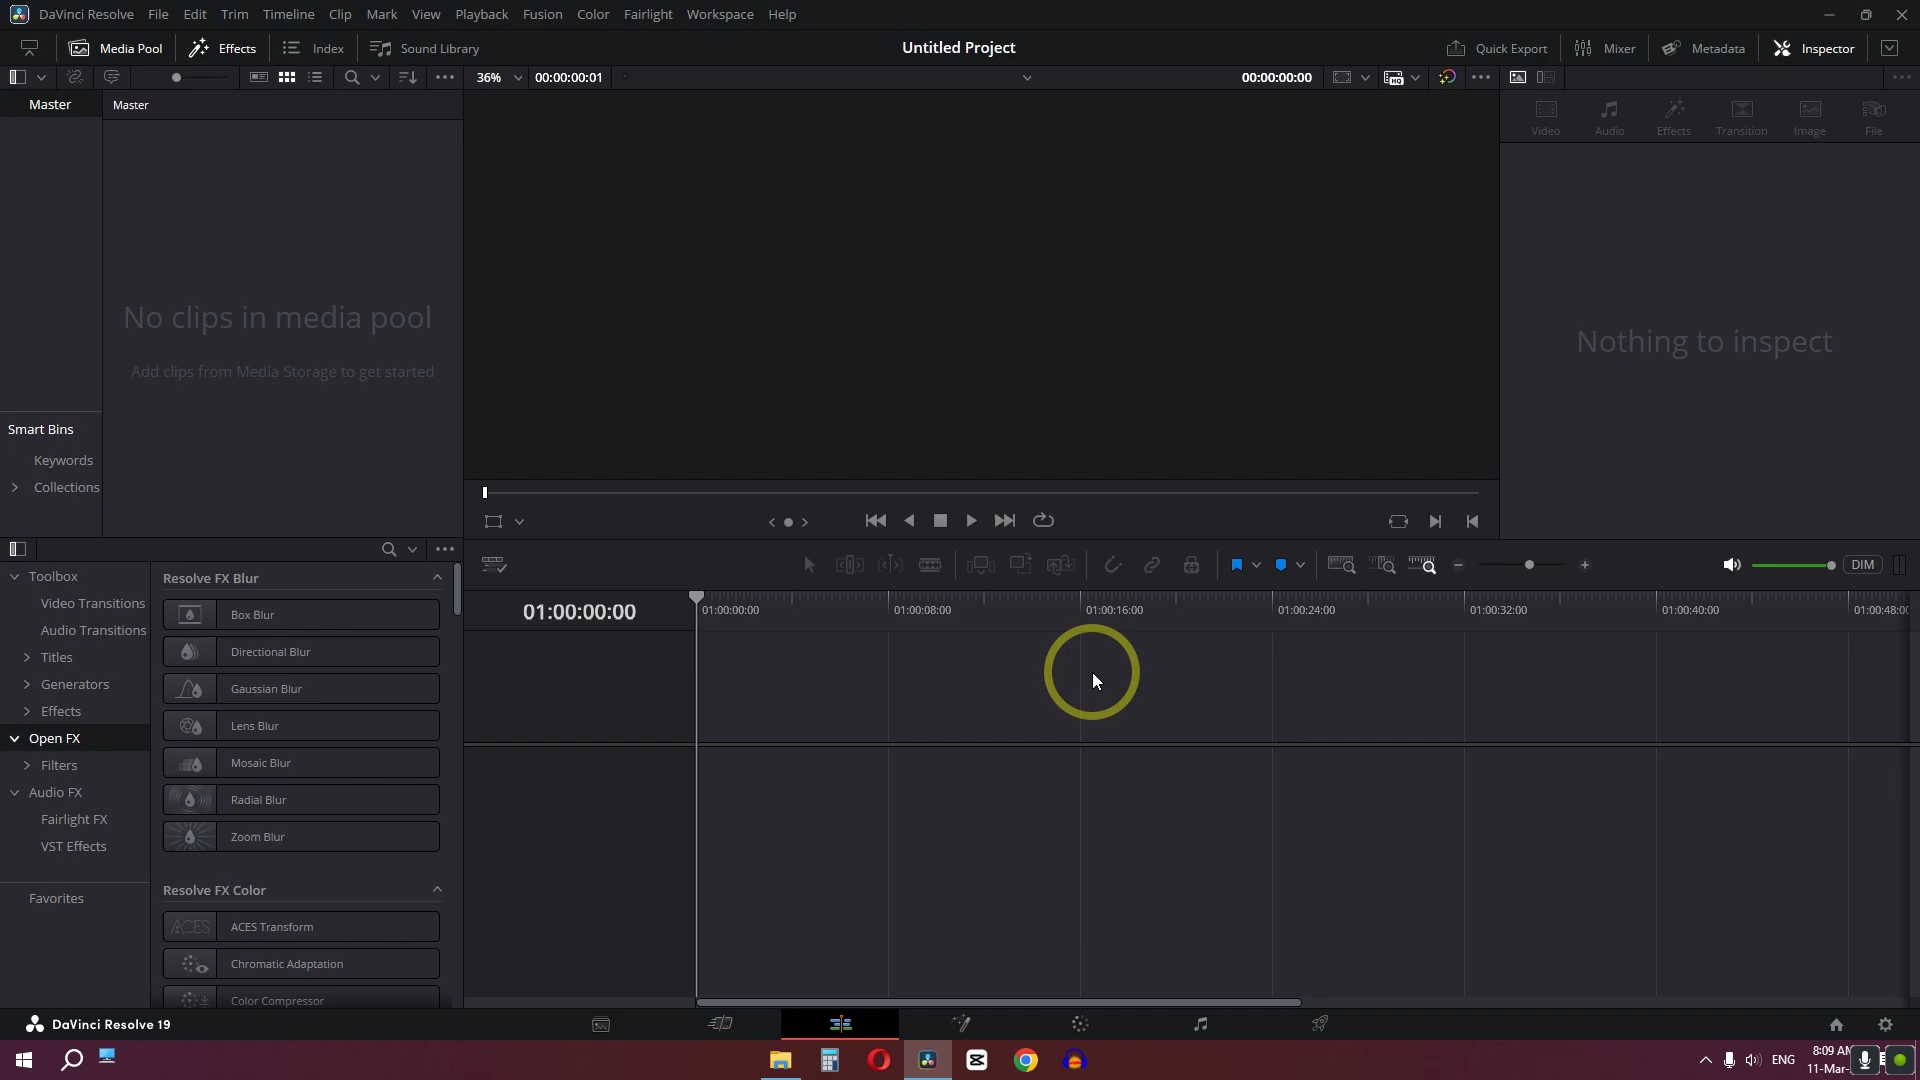 DaVinci Resolve File Edit Trim Timeline Clip Mark View Playback Fusion Color Fairlight Workspace Help
Media Pool Effects Index Sound Library Untitled Project Quick Export Mixer Metadata Inspector
36% 00:00:00:01 00:00:00:00
Master Master
Video Audio Effects Transition Image File
No clips in media pool
Add clips from Media Storage to get started
Nothing to inspect
Smart Bins
Keywords
Collections
Toolbox
Video Transitions
Audio Transitions
Titles
Generators
Effects
Open FX
Filters
Audio FX
Fairlight FX
VST Effects
Favorites
Resolve FX Blur
Box Blur
Directional Blur
Gaussian Blur
Lens Blur
Mosaic Blur
Radial Blur
Zoom Blur
Resolve FX Color
ACES ACES Transform
Chromatic Adaptation
Color Compressor
DIM
01:00:00:00 01:00:00:00 01:00:08:00 01:00:16:00 01:00:24:00 01:00:32:00 01:00:40:00 01:00:48:00
DaVinci Resolve 19
ENG 8:09 AM
11-Mar-